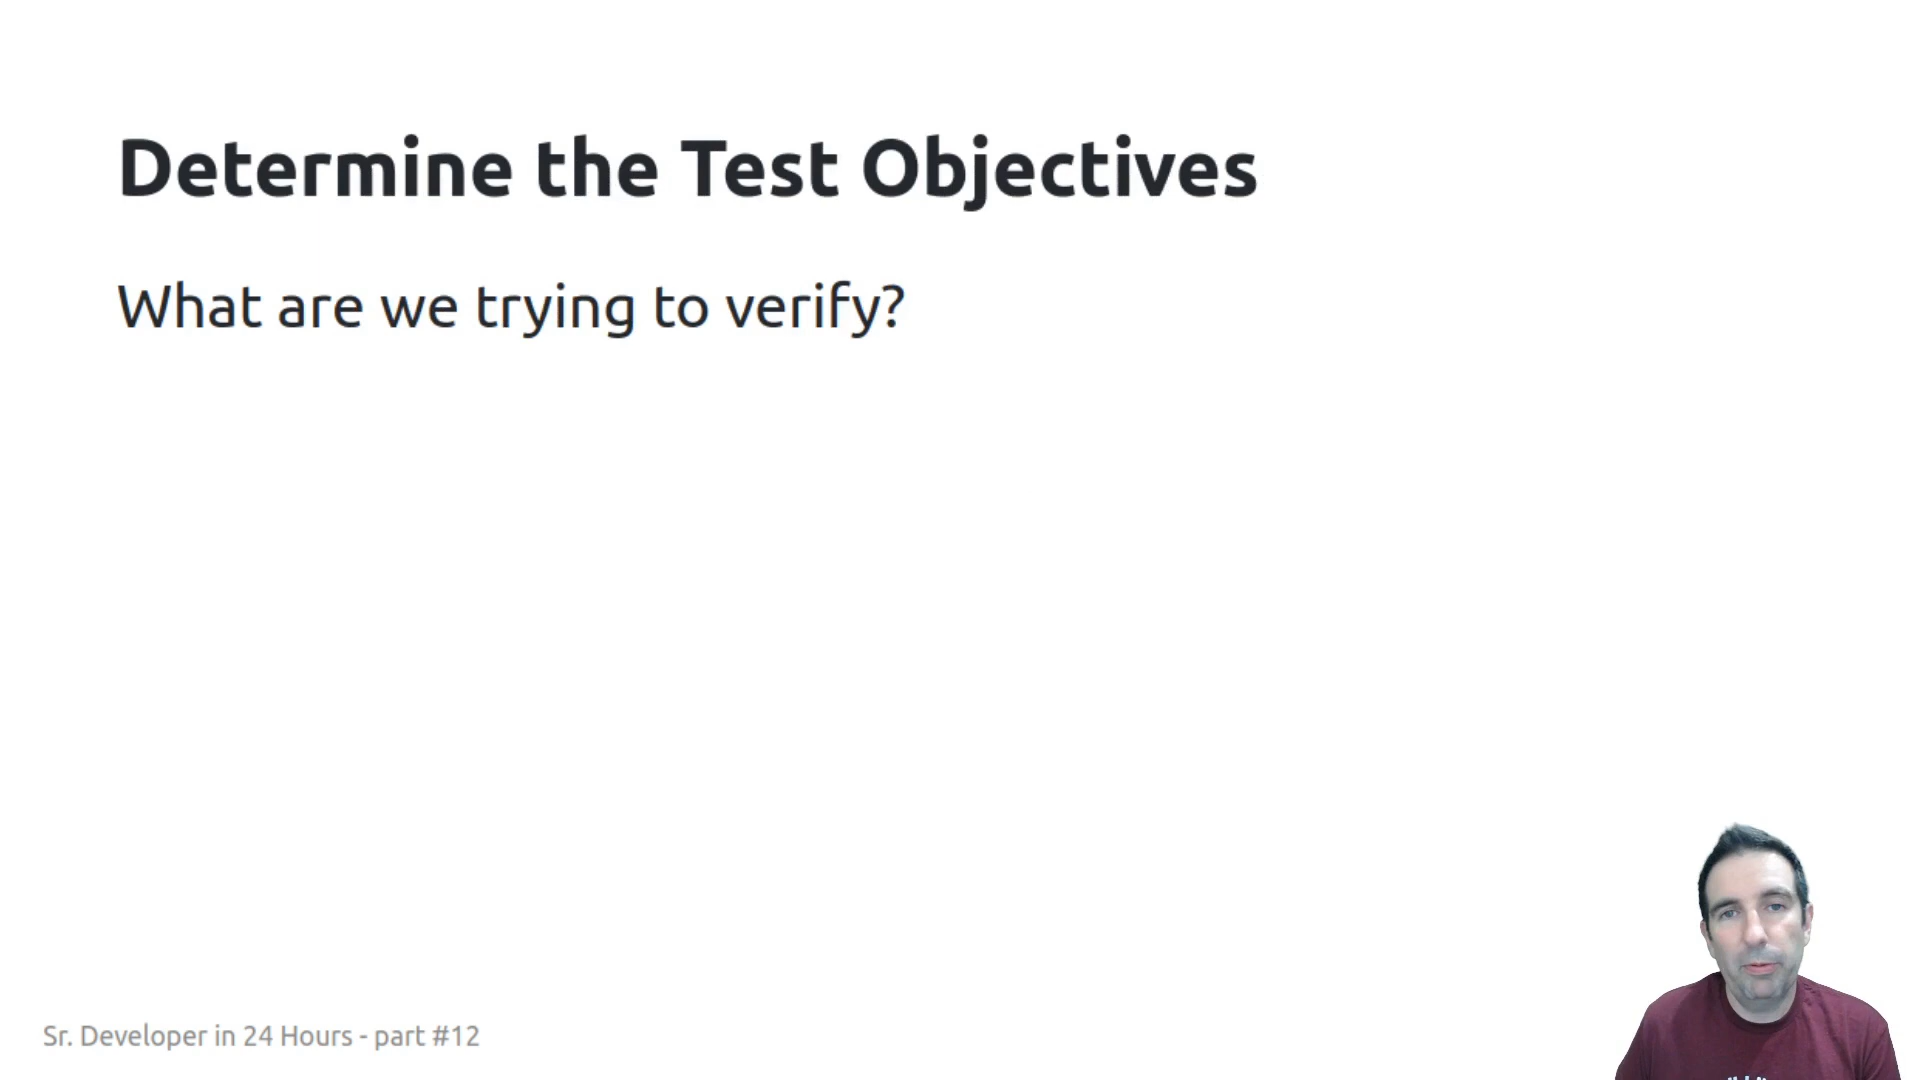 Determine the Test Objectives
What are we trying to verify?
Sr. Developer in 24 Hours - part #12